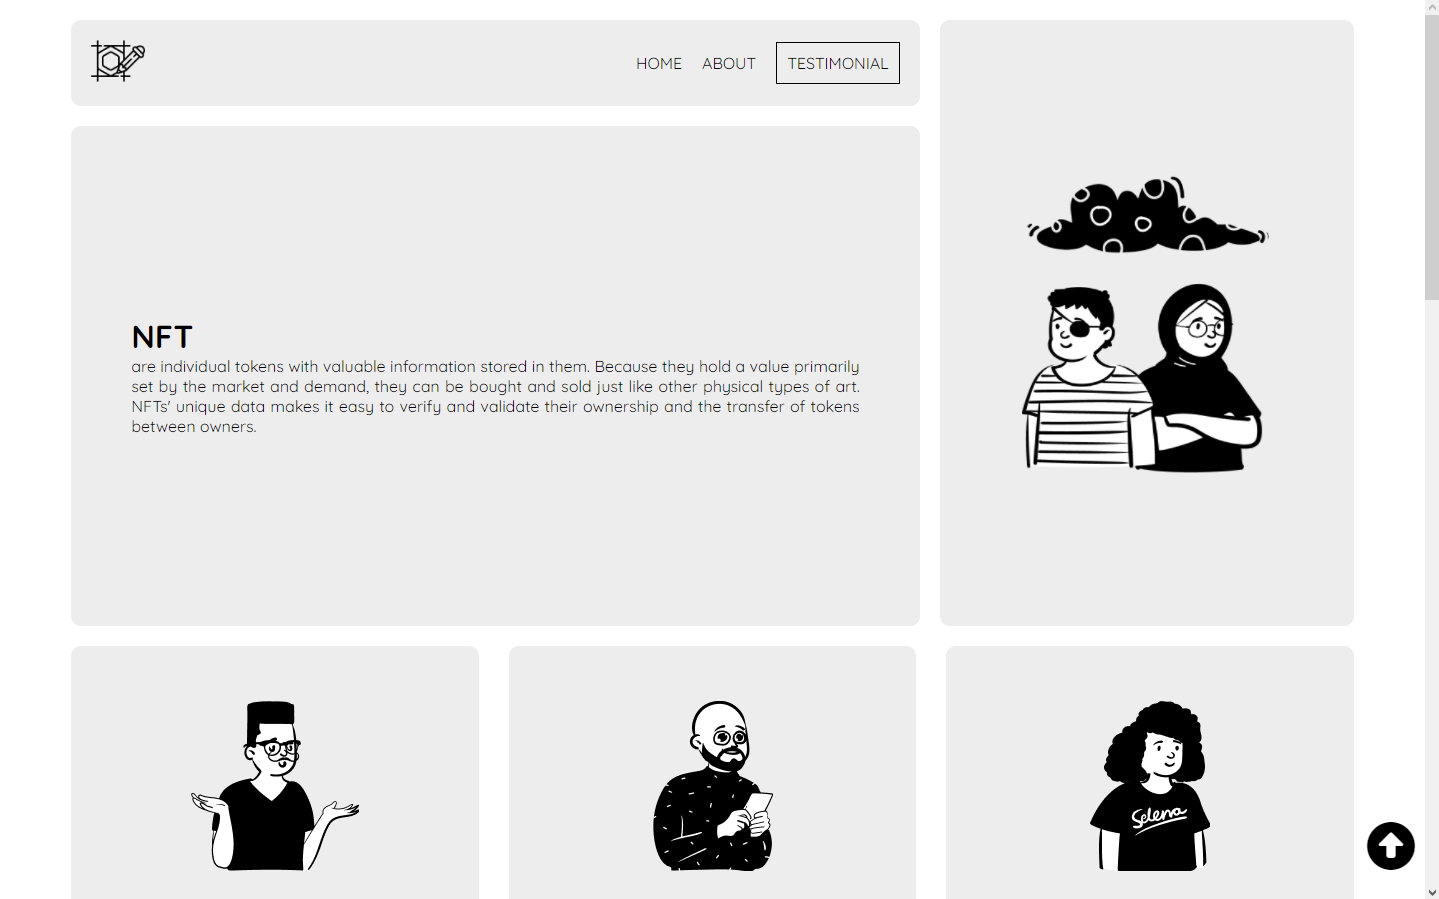 HOME ABOUT TESTIMONIAL
NFT
are individual tokens with valuable information stored in them. Because they hold a value primarily
set by the market and demand, they can be bought and sold just like other physical types of art.
NFTs' unique data makes it easy to verify and validate their ownership and the transfer of tokens
between owners.
Selena